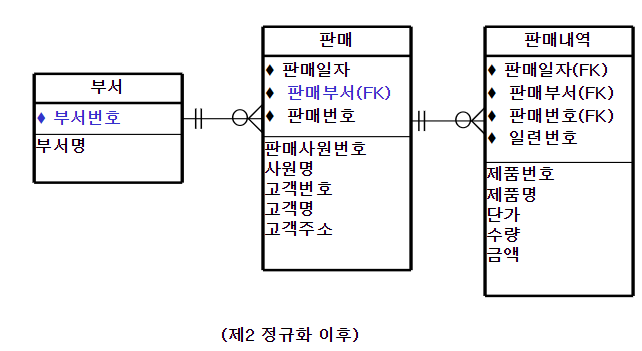 부서
♦ 부서번호
부서명
판매
♦ 판매일자
♦ 판매부서(FK)
♦ 판매번호
판매사원번호
사원명
고객번호
고객명
고객주소
판매내역
♦ 판매일자(FK)
♦ 판매부서(FK)
♦ 판매번호(FK)
♦ 일련번호
제품번호
제품명
단가
수량
금액
(제2 정규화 이후)